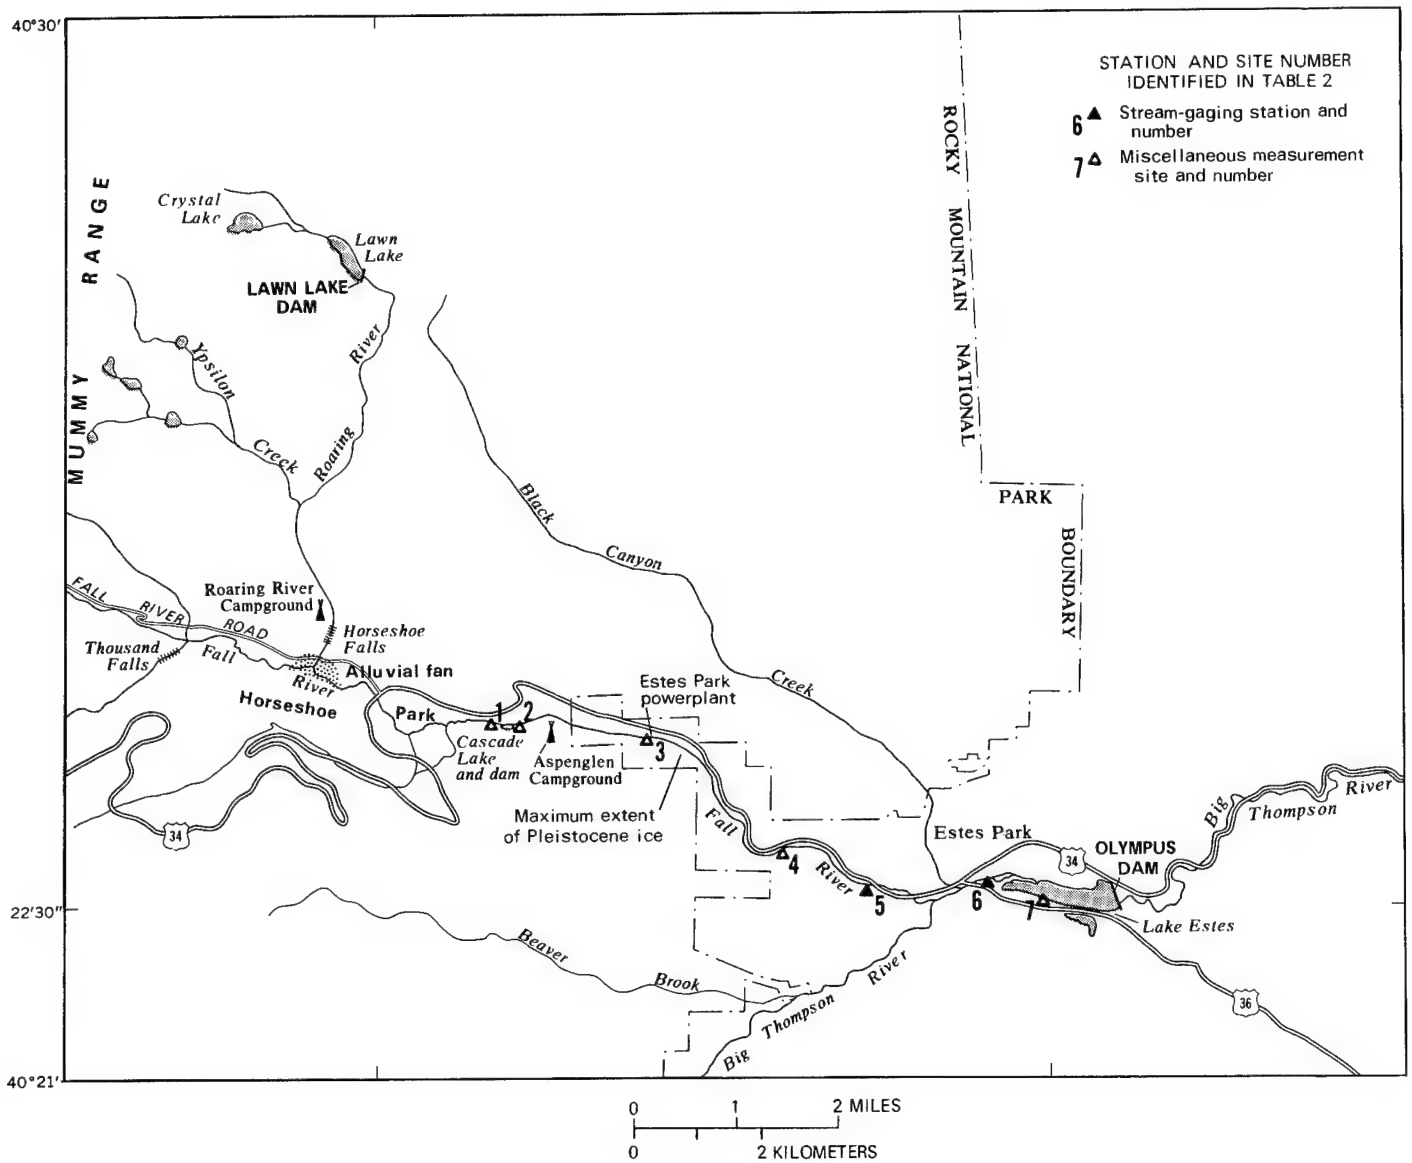 40°30'
STATION AND SITE NUMBER
IDENTIFIED IN TABLE 2
6 Stream-gaging station and
number
7 Miscellaneous measurement
site and number
ROCKY MOUNTAIN NATIONAL
PARK
BOUNDARY
MUMMY RANGE
Crystal
Lake
Lawn
Lake
LAWN LAKE
DAM
Roaring River
Ypsilon
Creek
Black
Canyon
Creek
Roaring River
Campground
FALL RIVER ROAD
Horseshoe
Falls
Thousand
Falls
Fall
River
Alluvial fan
Horseshoe
Park
1
2
Cascade
Lake
and dam
Aspenglen
Campground
Estes Park
powerplant
3
Maximum extent
of Pleistocene ice
Fall
River
4
5
34
Estes Park
34
OLYMPUS
DAM
6
7
Lake Estes
Big
Thompson
River
36
22'30"
Beaver
Brook
Big
Thompson
River
40°21'
0 1 2 MILES
0 2 KILOMETERS